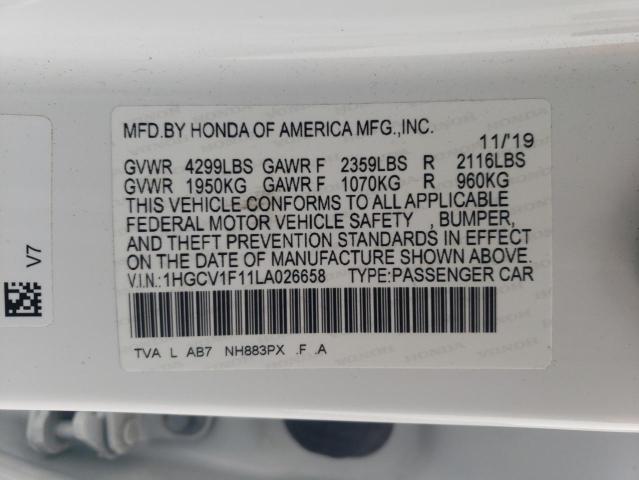 MFD.BY HONDA OF AMERICA MFG.,INC.
11/'19
GVWR 4299LBS GAWR F 2359LBS R 2116LBS
GVWR 1950KG GAWR F 1070KG R 960KG
THIS VEHICLE CONFORMS TO ALL APPLICABLE
FEDERAL MOTOR VEHICLE SAFETY , BUMPER,
AND THEFT PREVENTION STANDARDS IN EFFECT
ON THE DATE OF MANUFACTURE SHOWN ABOVE.
V.I.N.:1HGCV1F11LA026658 TYPE:PASSENGER CAR
TVA L AB7 NH883PX .F .A
V7